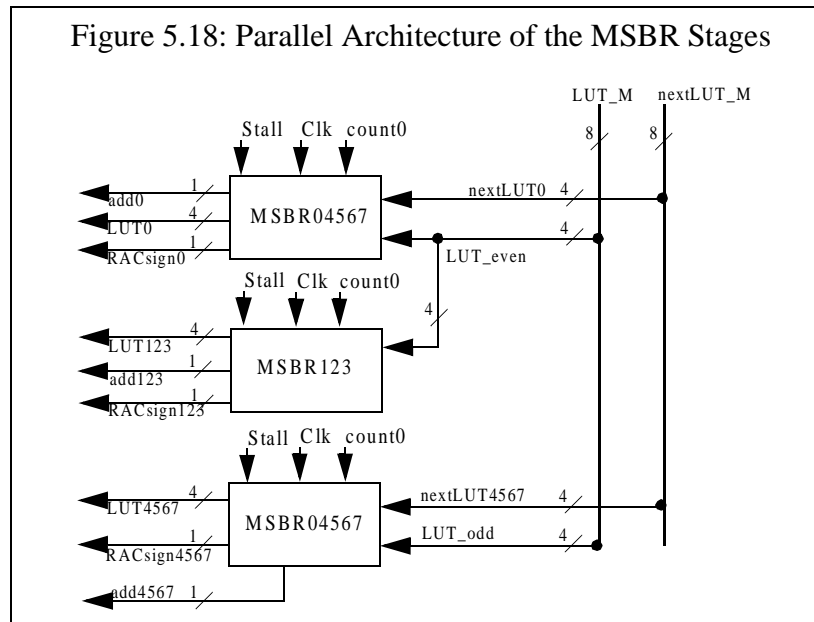 Figure 5.18: Parallel Architecture of the MSBR Stages
LUT_M nextLUT_M
8 8
Stall Clk count0
add0 1
LUT0 4
RACsign0 1
MSBR04567
nextLUT0 4
LUT_even 4
4
Stall Clk count0
LUT123 4
add123 1
RACsign123 1
MSBR123
Stall Clk count0
LUT4567 4
RACsign4567 1
add4567 1
MSBR04567
nextLUT4567 4
LUT_odd 4